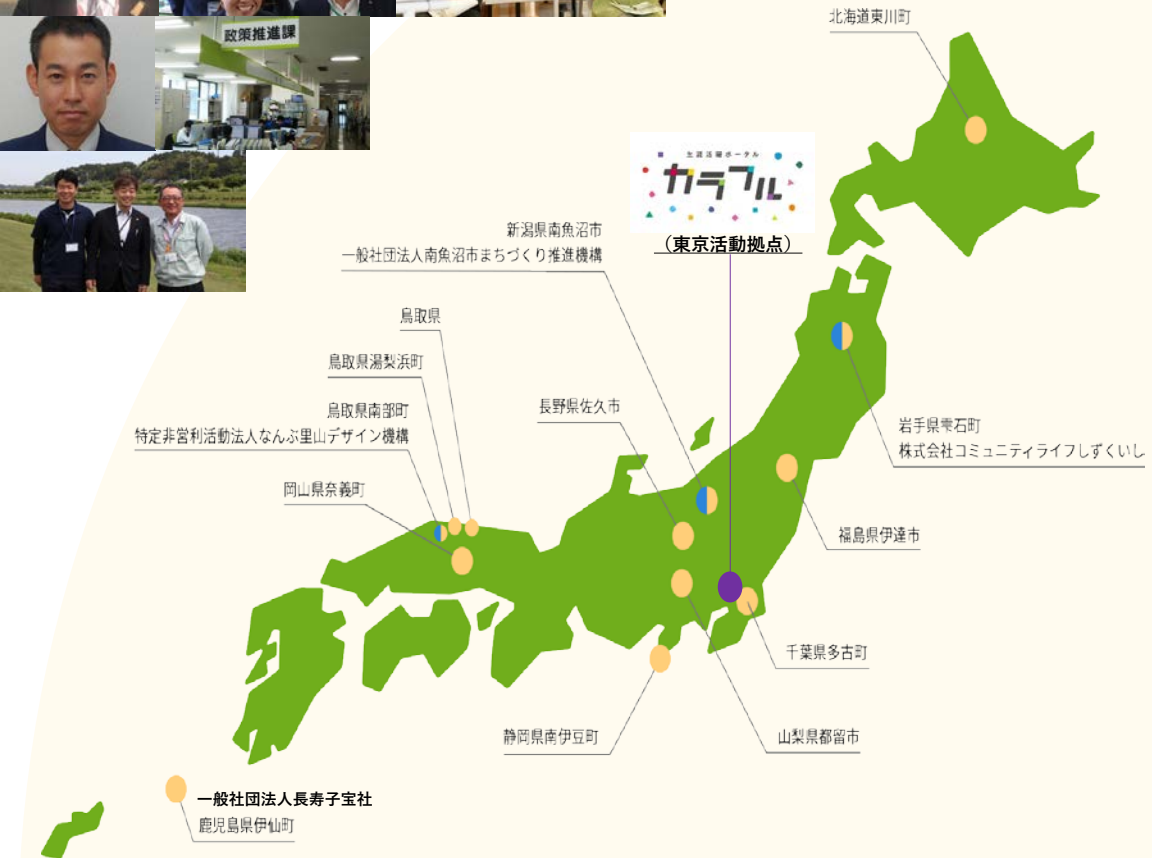 政策推進課
北海道東川町
生涯活躍ポータル
カラフル
（東京活動拠点）
新潟県南魚沼市
一般社団法人南魚沼市まちづくり推進機構
鳥取県
鳥取県湯梨浜町
鳥取県南部町
特定非営利活動法人なんぶ里山デザイン機構
岡山県奈義町
長野県佐久市
岩手県雫石町
株式会社コミュニティライフしずくいし
福島県伊達市
千葉県多古町
山梨県都留市
静岡県南伊豆町
一般社団法人長寿子宝社
鹿児島県伊仙町